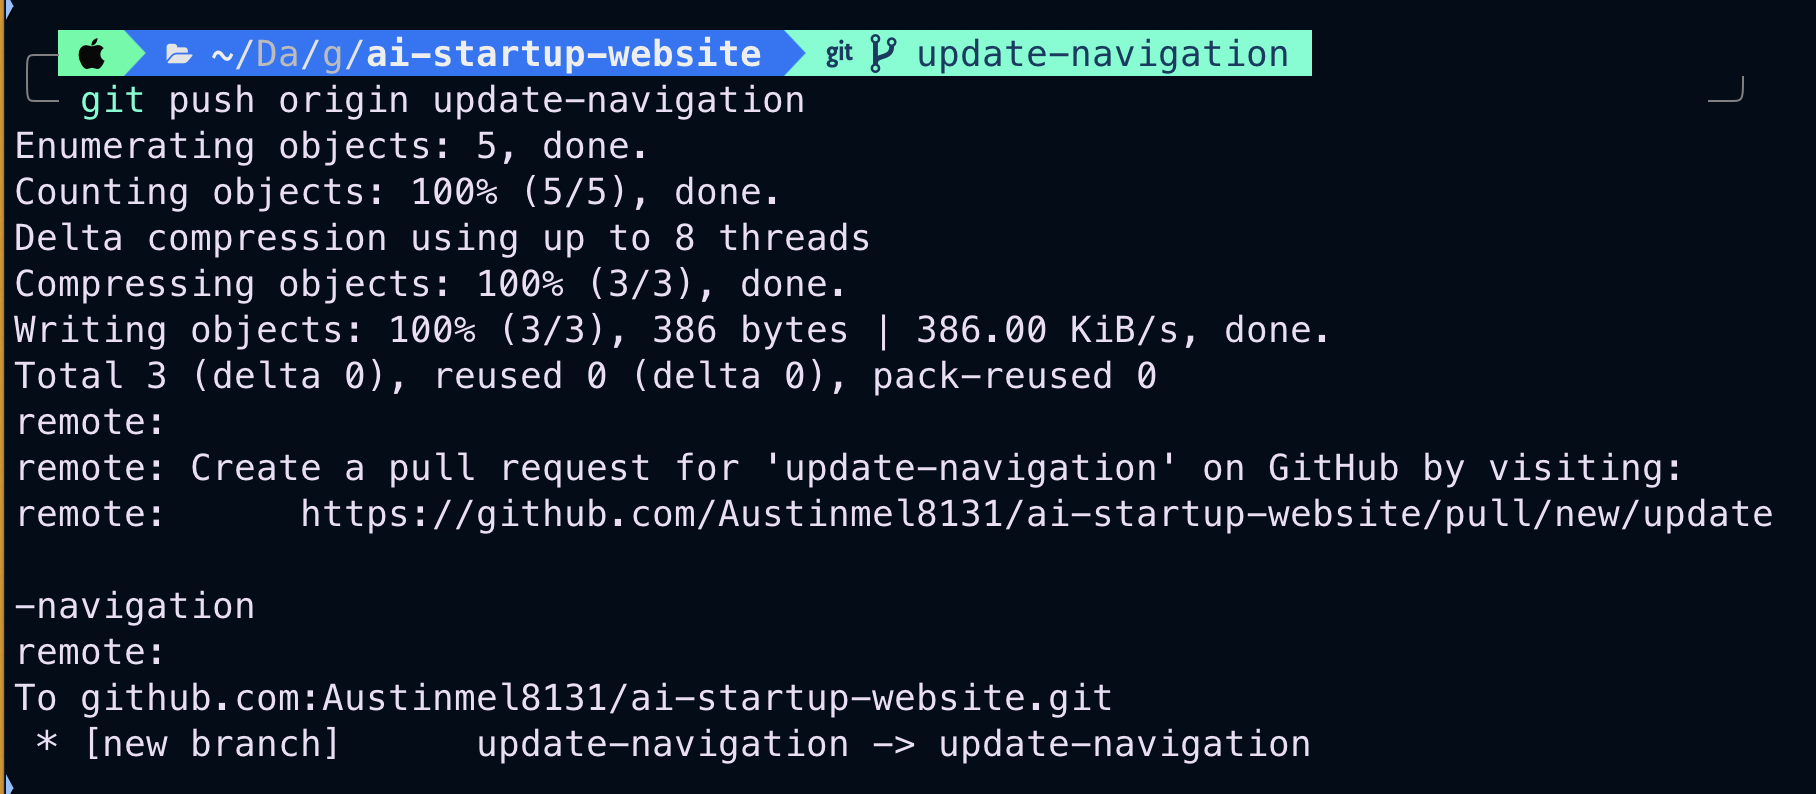 ~/Da/g/ai-startup-website git update-navigation
git push origin update-navigation
Enumerating objects: 5, done.
Counting objects: 100% (5/5), done.
Delta compression using up to 8 threads
Compressing objects: 100% (3/3), done.
Writing objects: 100% (3/3), 386 bytes | 386.00 KiB/s, done.
Total 3 (delta 0), reused 0 (delta 0), pack-reused 0
remote:
remote: Create a pull request for 'update-navigation' on GitHub by visiting:
remote:      https://github.com/Austinmel8131/ai-startup-website/pull/new/update
-navigation
remote:
To github.com:Austinmel8131/ai-startup-website.git
 * [new branch]      update-navigation -> update-navigation